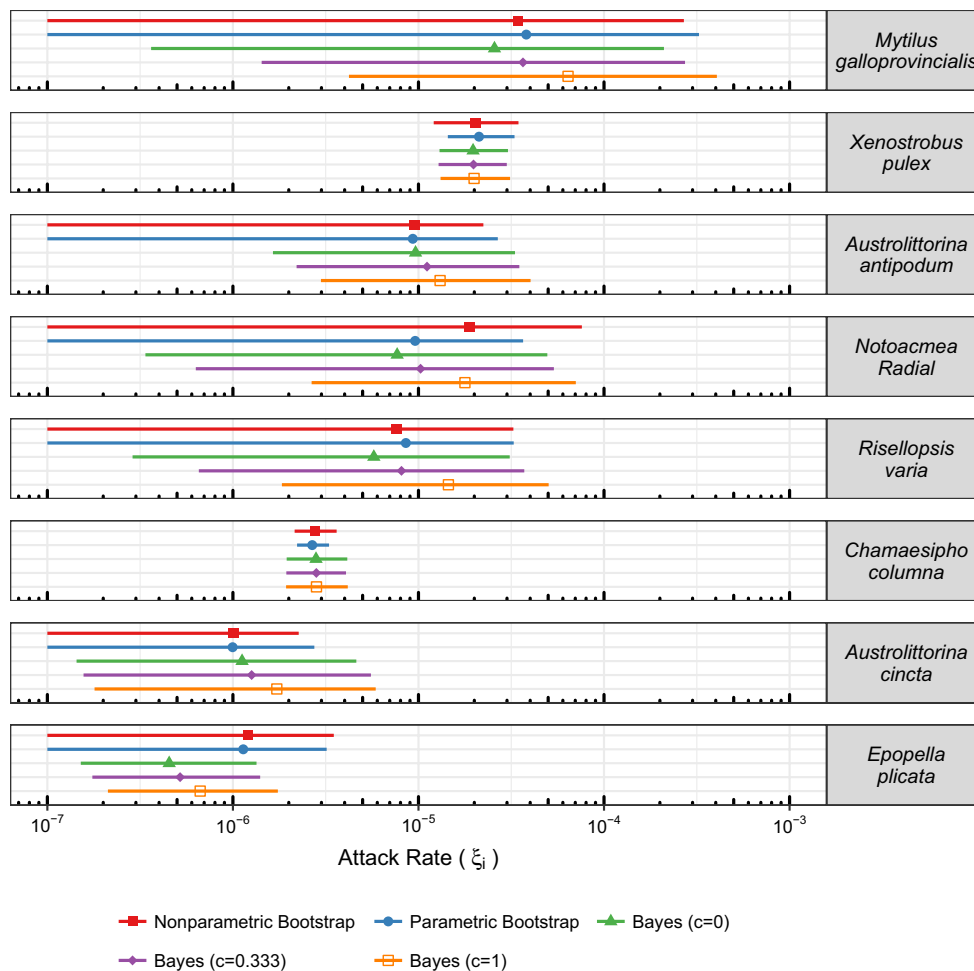 Mytilus
galloprovincialis
Xenostrobus
pulex
Austrolittorina
antipodum
Notoacmea
Radial
Risellopsis
varia
Chamaesipho
columna
Austrolittorina
cincta
Epopella
plicata
10⁻⁷ 10⁻⁶ 10⁻⁵ 10⁻⁴ 10⁻³
Attack Rate ( ξᵢ )
Nonparametric Bootstrap Parametric Bootstrap Bayes (c=0)
Bayes (c=0.333) Bayes (c=1)